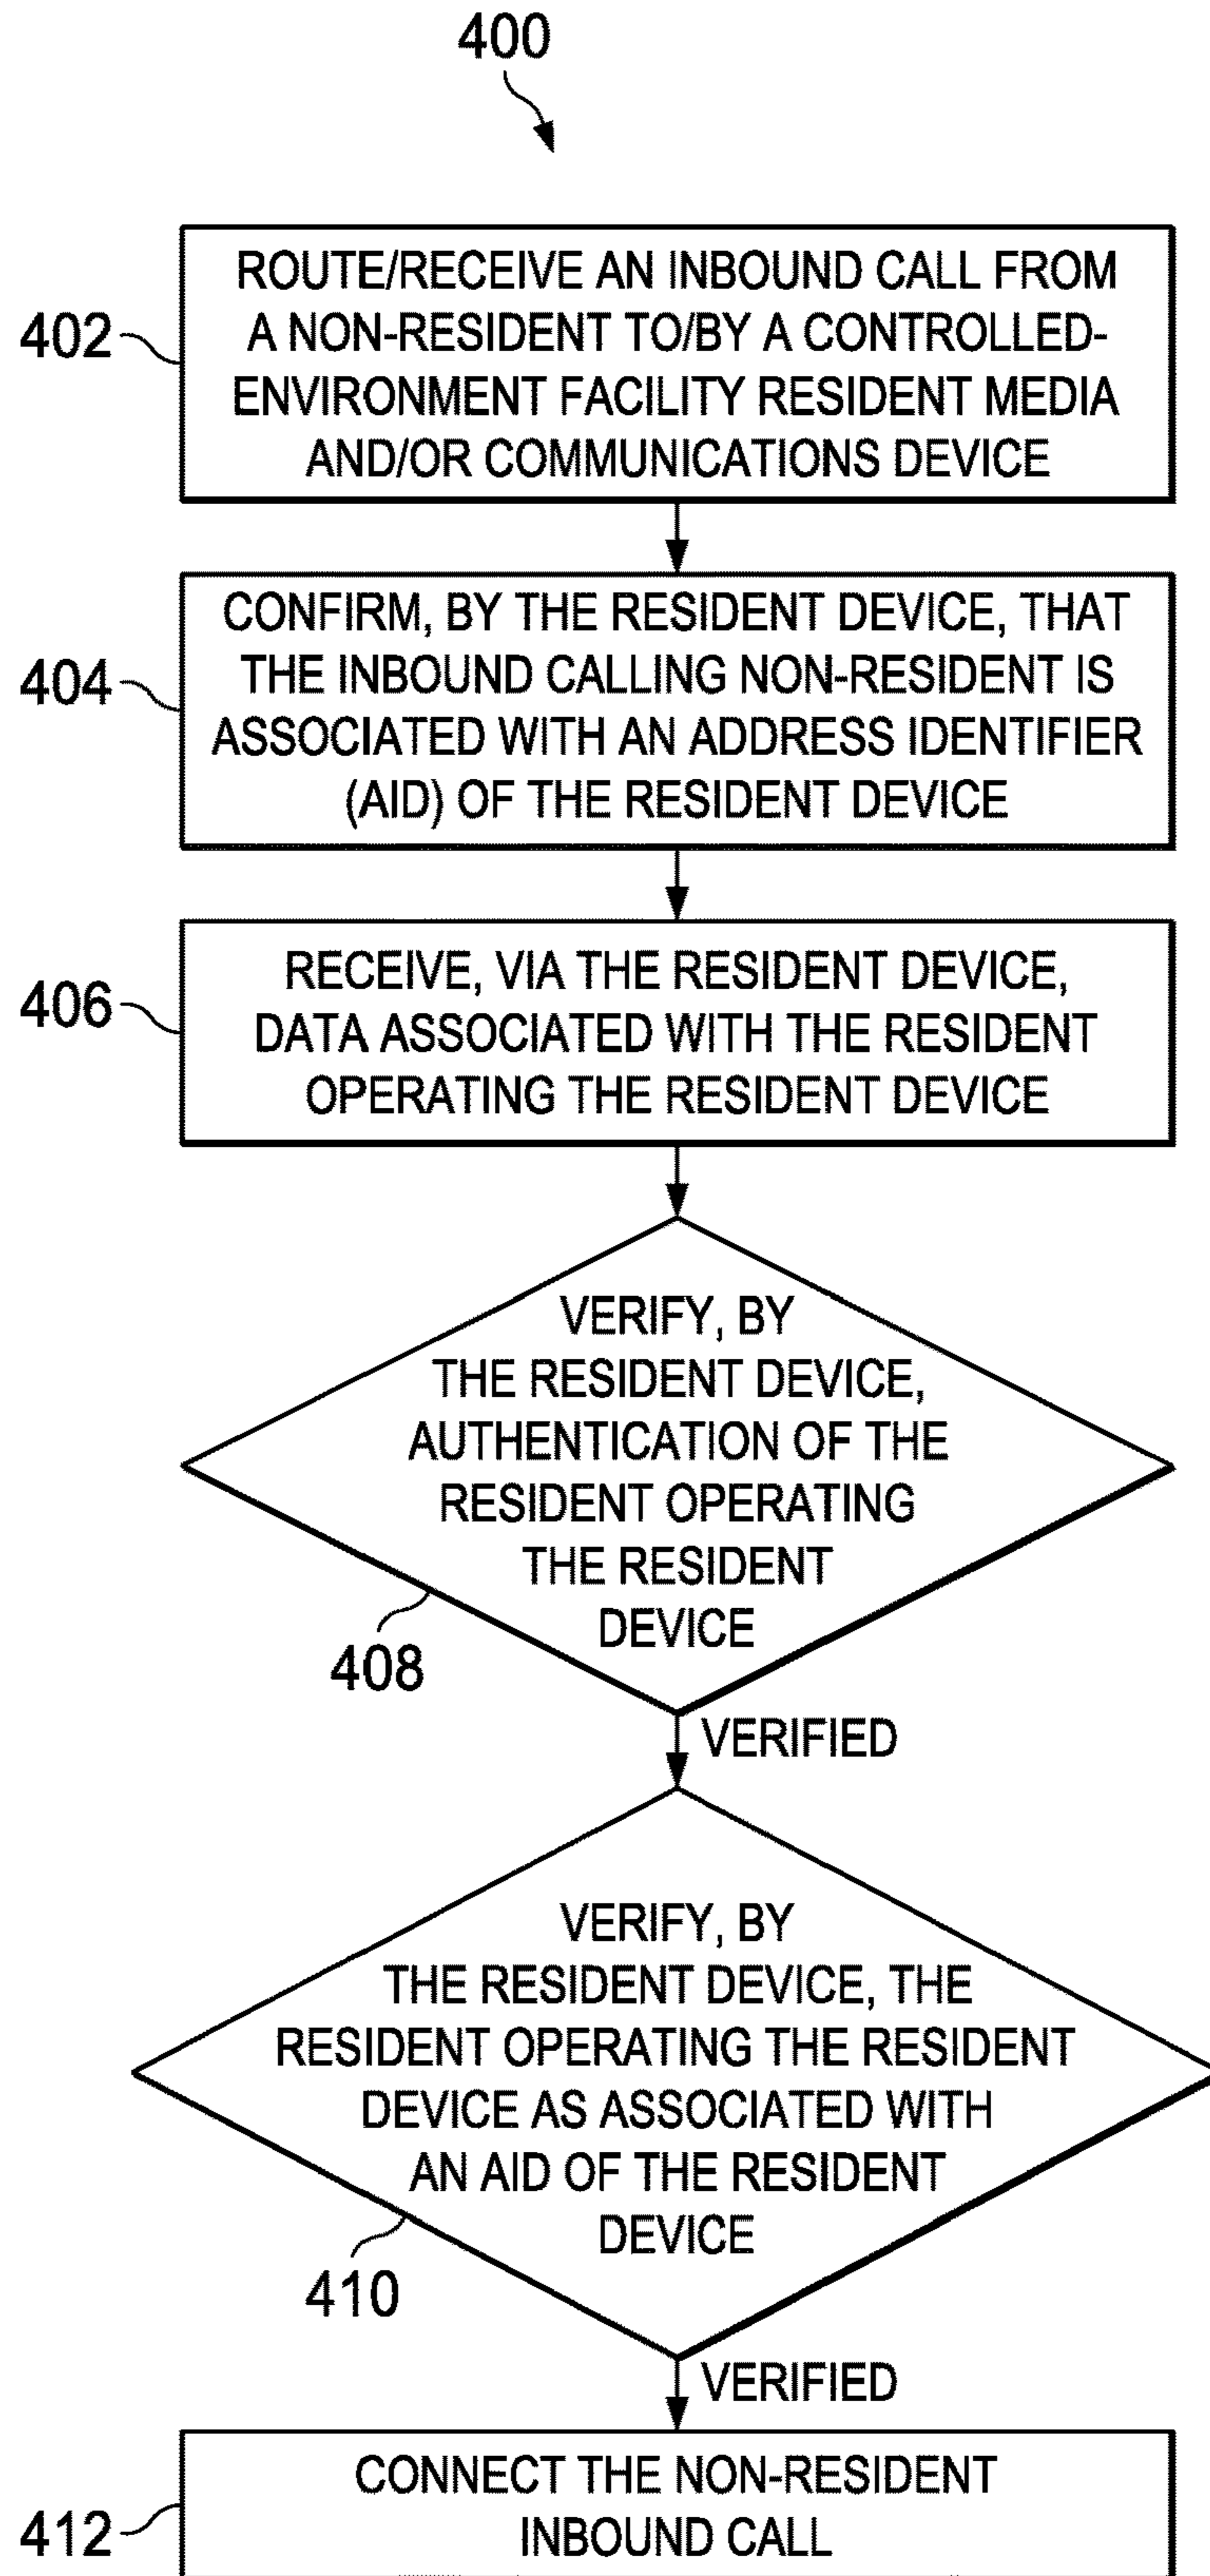 400
402
ROUTE/RECEIVE AN INBOUND CALL FROM
A NON-RESIDENT TO/BY A CONTROLLED-
ENVIRONMENT FACILITY RESIDENT MEDIA
AND/OR COMMUNICATIONS DEVICE
404
CONFIRM, BY THE RESIDENT DEVICE, THAT
THE INBOUND CALLING NON-RESIDENT IS
ASSOCIATED WITH AN ADDRESS IDENTIFIER
(AID) OF THE RESIDENT DEVICE
406
RECEIVE, VIA THE RESIDENT DEVICE,
DATA ASSOCIATED WITH THE RESIDENT
OPERATING THE RESIDENT DEVICE
VERIFY, BY
THE RESIDENT DEVICE,
AUTHENTICATION OF THE
RESIDENT OPERATING
THE RESIDENT
DEVICE
408
VERIFIED
VERIFY, BY
THE RESIDENT DEVICE, THE
RESIDENT OPERATING THE RESIDENT
DEVICE AS ASSOCIATED WITH
AN AID OF THE RESIDENT
DEVICE
410
VERIFIED
412
CONNECT THE NON-RESIDENT
INBOUND CALL